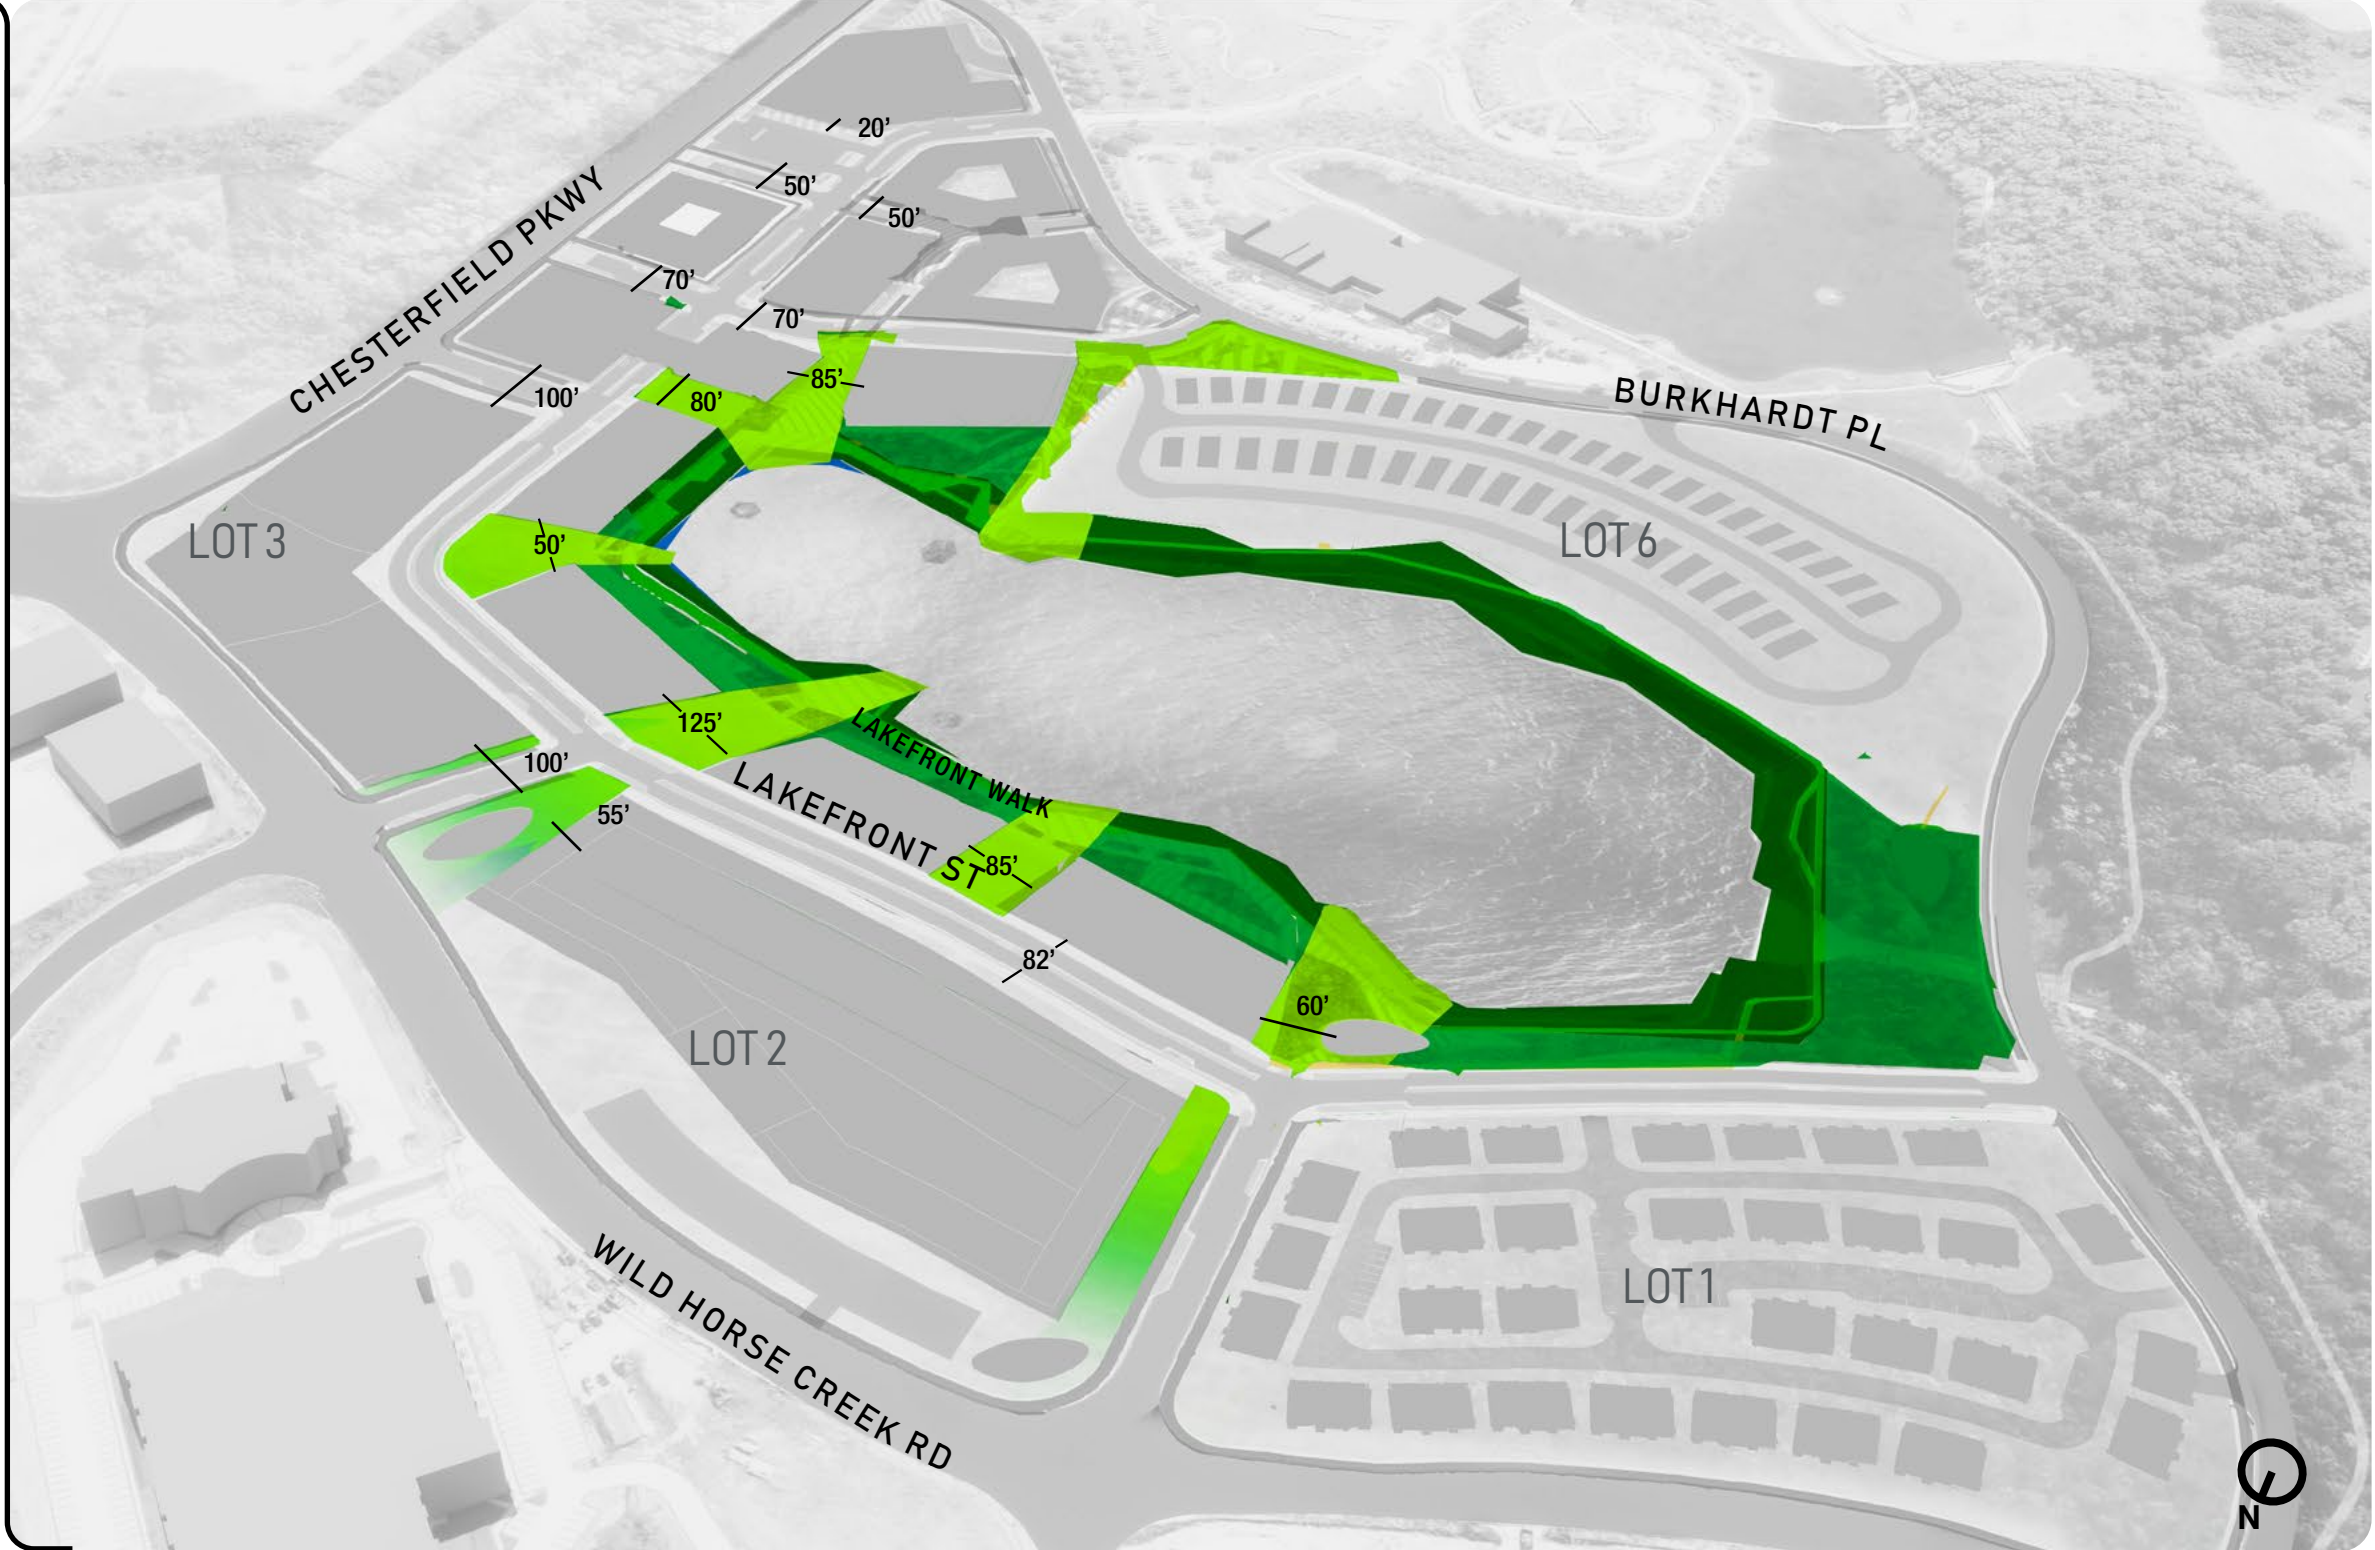 20'
50'
50'
CHESTERFIELD PKWY
70'
70'
85'
80'
100'
BURKHARDT PL
LOT 3
50'
LOT 6
125'
LAKEFRONT WALK
100'
LAKEFRONT ST
55'
85'
82'
60'
LOT 2
LOT 1
WILD HORSE CREEK RD
N